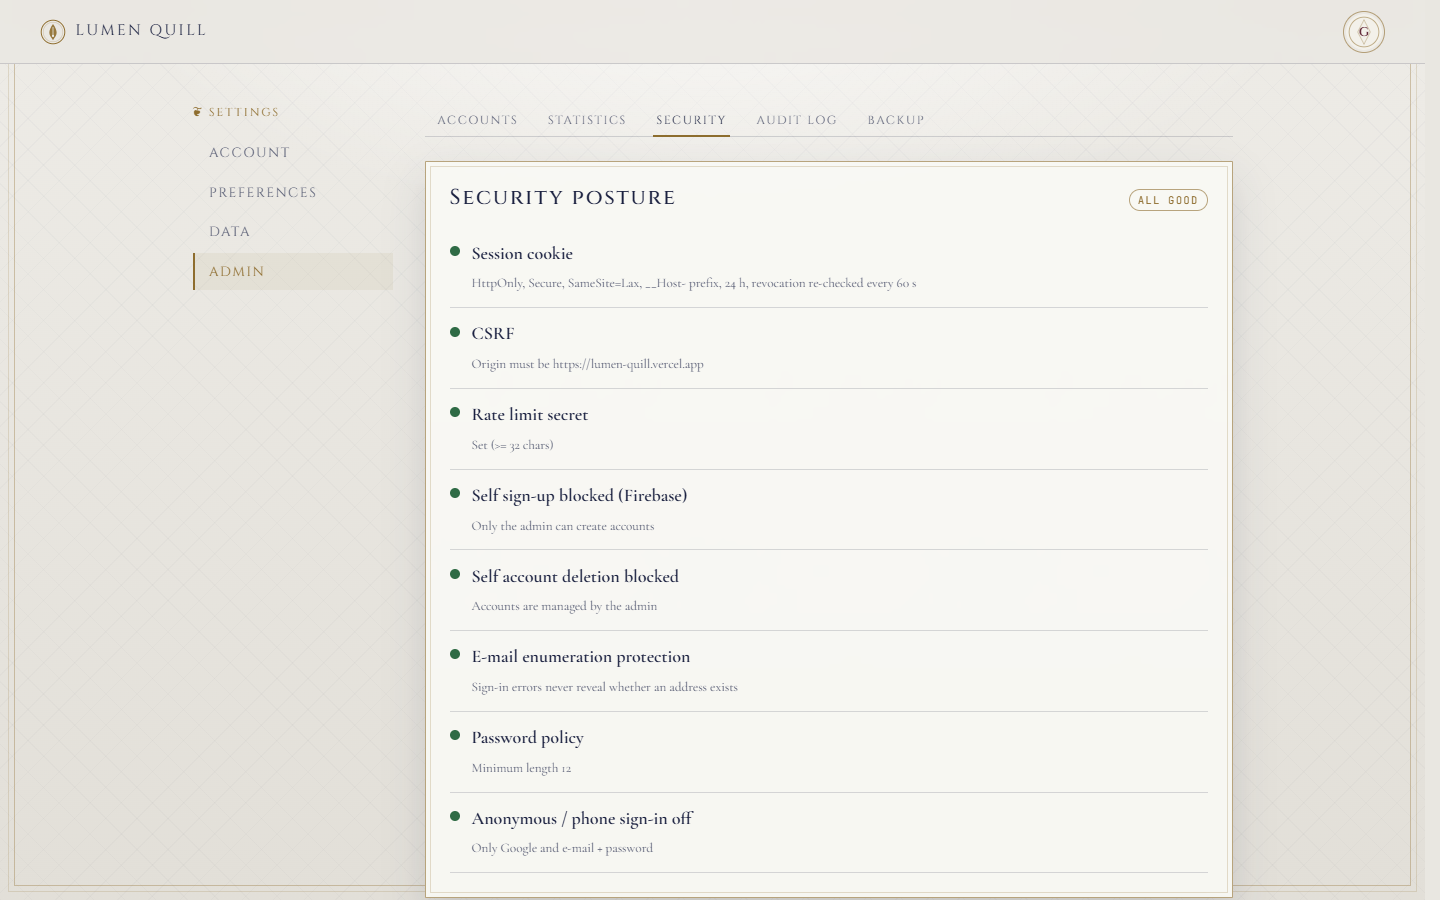 LUMEN QUILL
G
SETTINGS
ACCOUNT
PREFERENCES
DATA
ADMIN
ACCOUNTS STATISTICS SECURITY AUDIT LOG BACKUP
Security posture
ALL GOOD
Session cookie
HttpOnly, Secure, SameSite=Lax, __Host- prefix, 24 h, revocation re-checked every 60 s
CSRF
Origin must be https://lumen-quill.vercel.app
Rate limit secret
Set (>= 32 chars)
Self sign-up blocked (Firebase)
Only the admin can create accounts
Self account deletion blocked
Accounts are managed by the admin
E-mail enumeration protection
Sign-in errors never reveal whether an address exists
Password policy
Minimum length 12
Anonymous / phone sign-in off
Only Google and e-mail + password